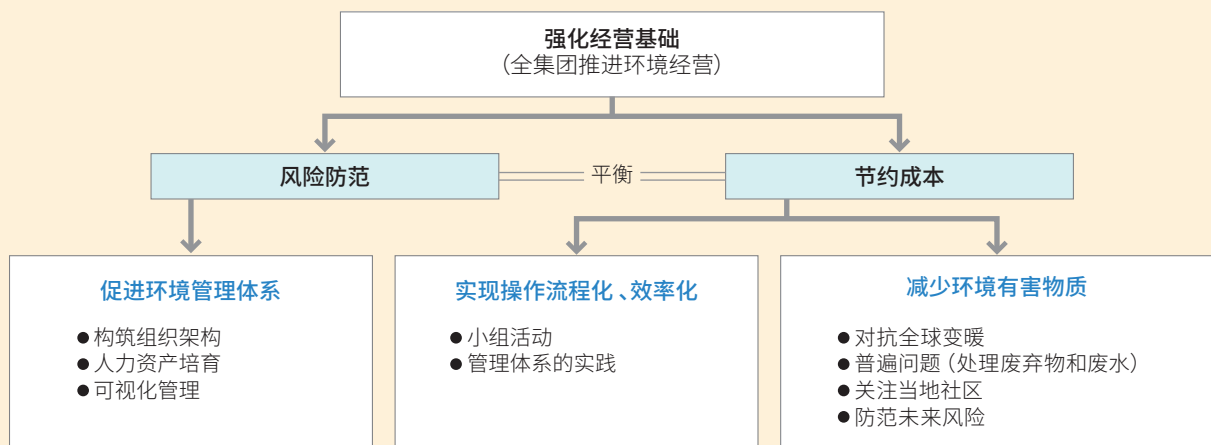 强化经营基础
（全集团推进环境经营）
风险防范
平衡
节约成本
促进环境管理体系
●构筑组织架构
●人力资产培育
●可视化管理
实现操作流程化、效率化
●小组活动
●管理体系的实践
减少环境有害物质
●对抗全球变暖
●普遍问题（处理废弃物和废水）
●关注当地社区
●防范未来风险